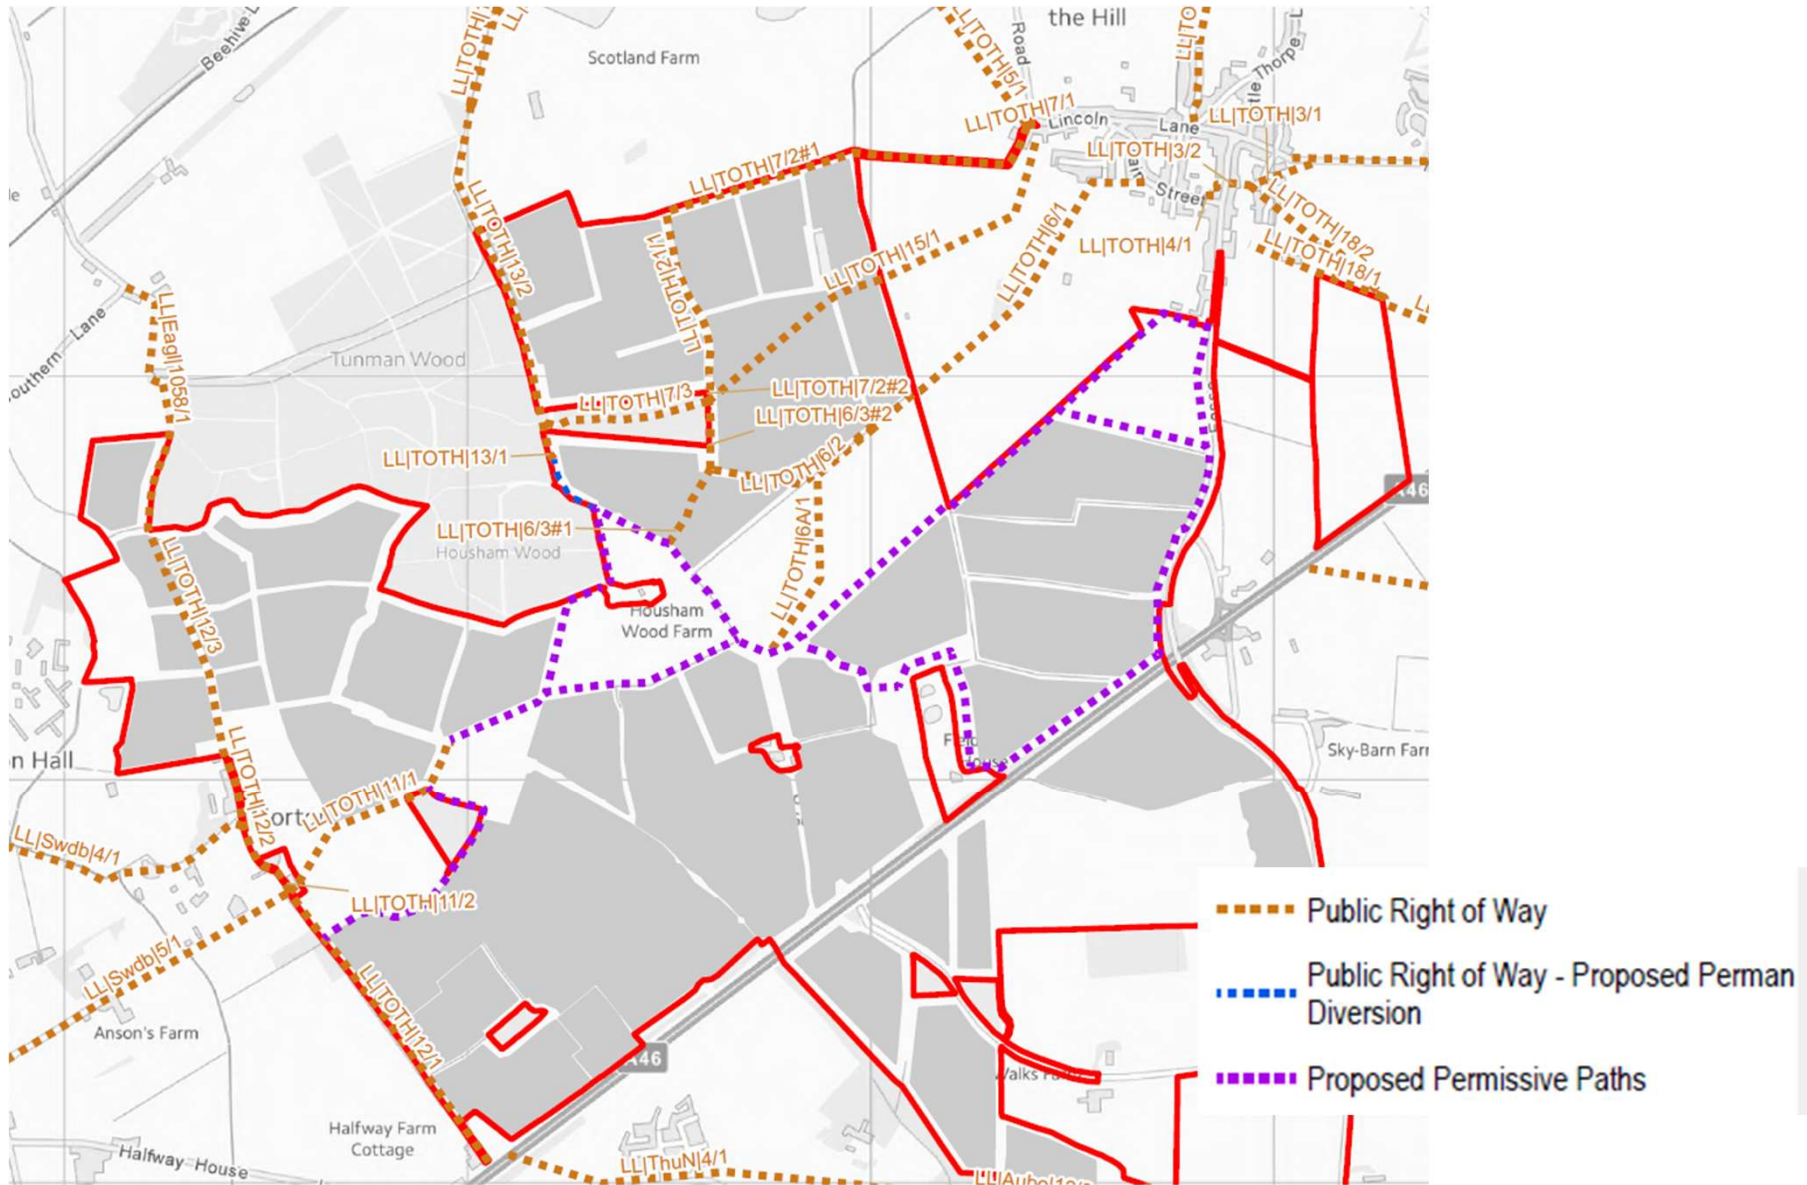 the Hill
Road
Scotland Farm
LL|TOTH|5/1
LL|TOTH|7/1
Lincoln
Lane
LL|TOTH|3/1
LL|TOTH|3/2
Street
LL|TOTH|7/2#1
LL|TOTH|18/2
LL|TOTH|18/1
LL|TOTH|4/1
LL|TOTH|6/1
LL|TOTH|15/1
LL|TOTH|13/2
LL|TOTH|21/1
LL|Eagl|1058/1
Tunman Wood
LL|TOTH|7/3
LL|TOTH|7/2#2
LL|TOTH|6/3#2
LL|TOTH|13/1
LL|TOTH|6/2
A46
LL|TOTH|6/3#1
Housham Wood
LL|TOTH|6A/1
LL|TOTH|12/3
Housham
Wood Farm
n Hall
LL|TOTH|12/2
LL|TOTH|11/1
Sky-Barn Farr
LL|Swdb|4/1
LL|TOTH|11/2
LL|Swdb|5/1
Anson's Farm
LL|TOTH|12/1
A46
Halfway Farm
Cottage
Halfway House
LL|ThuN|4/1
Public Right of Way
Public Right of Way - Proposed Perman
Diversion
Proposed Permissive Paths